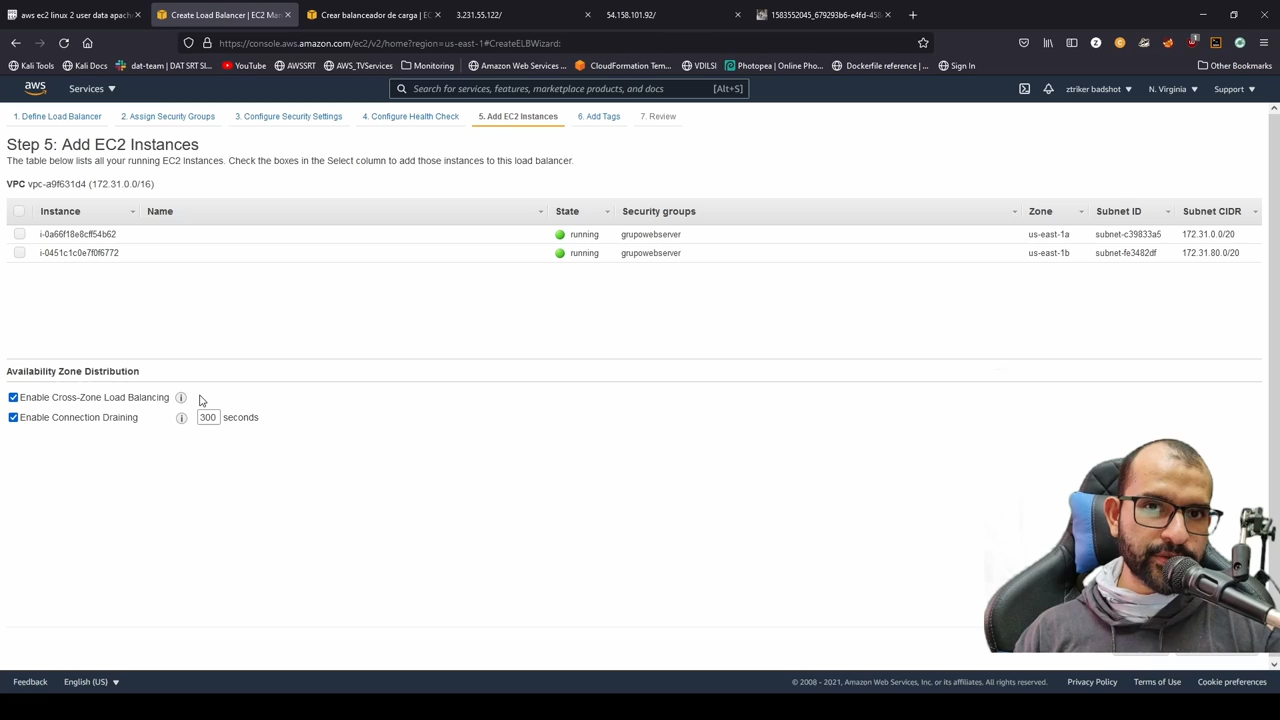 aws ec2 linux 2 user data apach
Create Load Balancer | EC2 Man
Crear balanceador de carga | EC
3.231.55.122/
54.158.101.92/
1583552045_679293b6-e4fd-458
https://console.aws.amazon.com/ec2/v2/home?region=us-east-1#CreateELBWizard:
Kali Tools
Kali Docs
dat-team | DAT SRT Sl...
YouTube
AWSSRT
AWS_TVServices
Monitoring
Amazon Web Services ...
CloudFormation Tem...
VDILSI
Photopea | Online Pho...
Dockerfile reference | ...
Sign In
Other Bookmarks
aws
Services
Search for services, features, marketplace products, and docs
[Alt+S]
ztriker badshot
N. Virginia
Support
1. Define Load Balancer
2. Assign Security Groups
3. Configure Security Settings
4. Configure Health Check
5. Add EC2 Instances
6. Add Tags
7. Review
Step 5: Add EC2 Instances
The table below lists all your running EC2 Instances. Check the boxes in the Select column to add those instances to this load balancer.
VPC vpc-a9f631d4 (172.31.0.0/16)
Instance Name State Security groups Zone Subnet ID Subnet CIDR
i-0a66f18e8cff54b62 running grupowebserver us-east-1a subnet-c39833a5 172.31.0.0/20
i-0451c1c0e7f0f6772 running grupowebserver us-east-1b subnet-fe3482df 172.31.80.0/20
Availability Zone Distribution
Enable Cross-Zone Load Balancing
Enable Connection Draining 300 seconds
Feedback
English (US)
© 2008 - 2021, Amazon Web Services, Inc. or its affiliates. All rights reserved.
Privacy Policy
Terms of Use
Cookie preferences